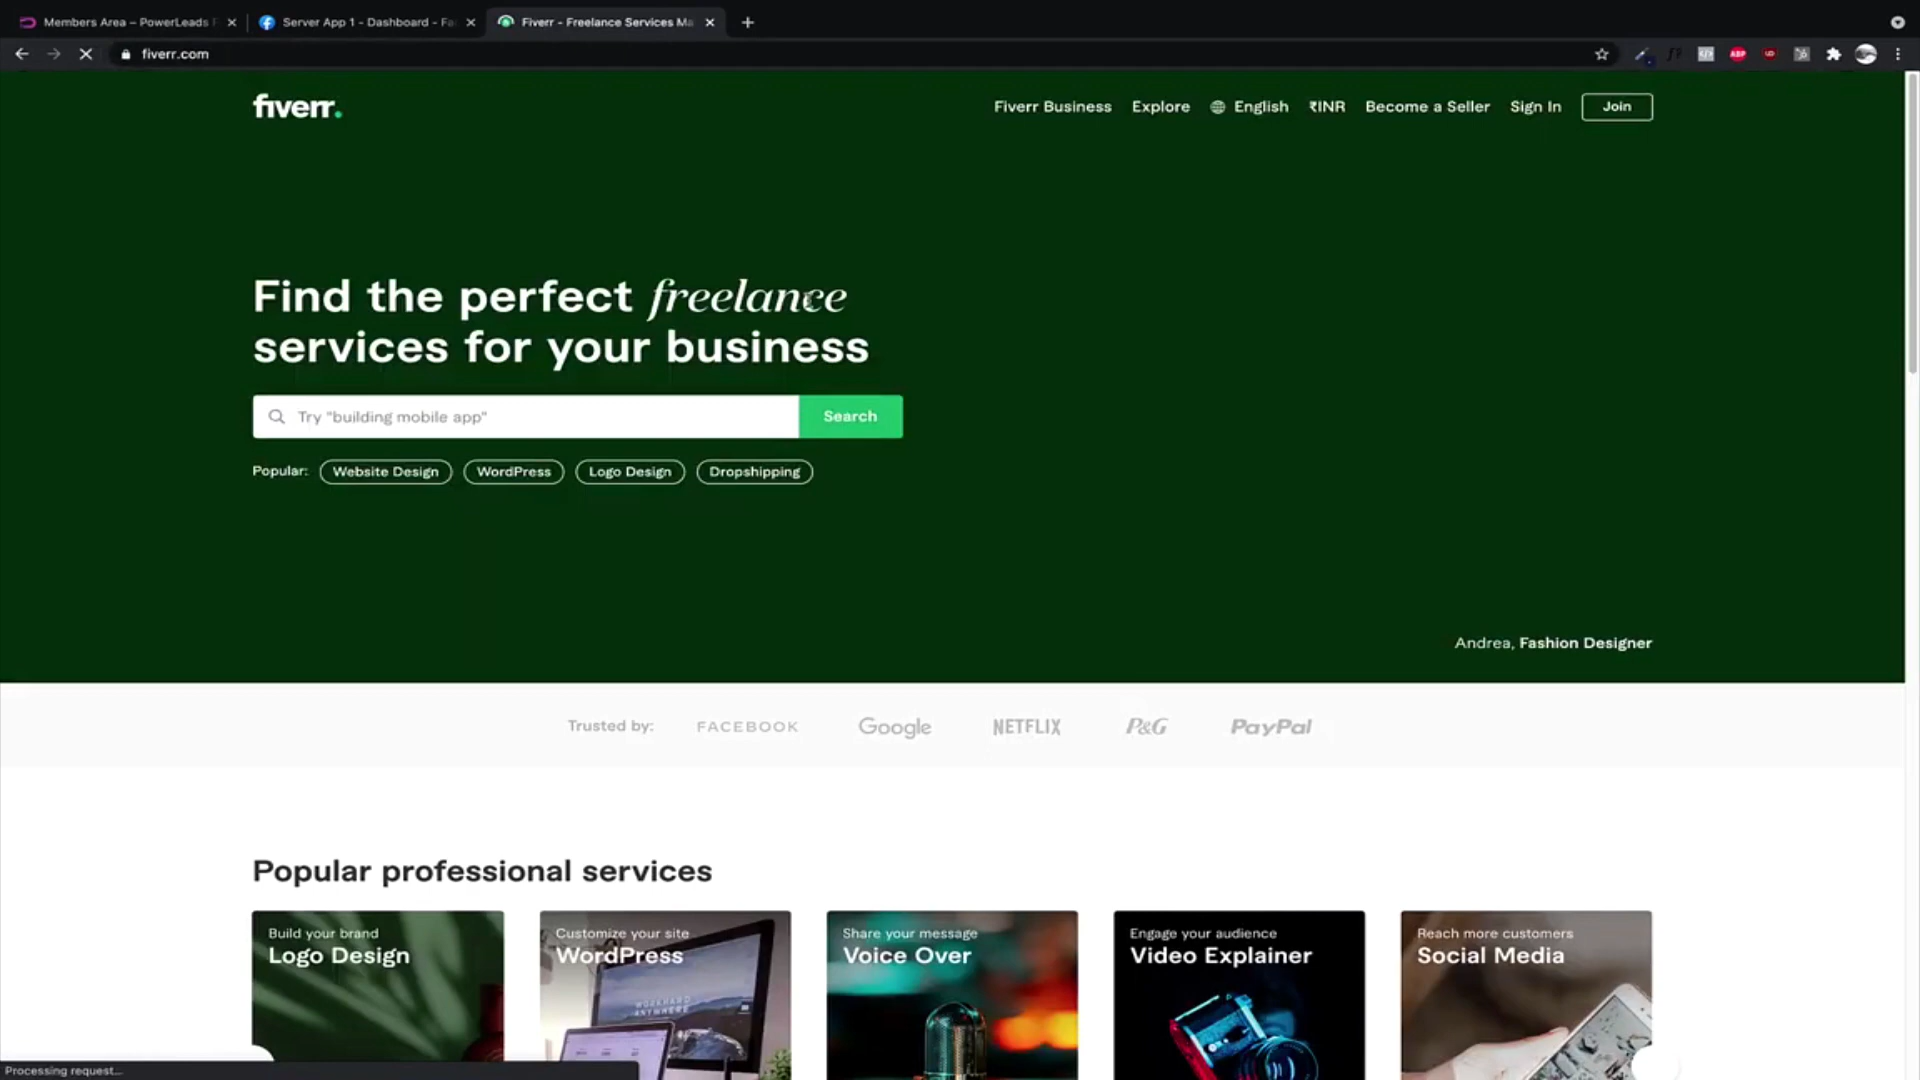 Members Area – PowerLeads
Server App 1 - Dashboard - Fa
Fiverr - Freelance Services Ma
fiverr.com
ABP
fiverr.
Fiverr Business
Explore
English
₹INR
Become a Seller
Sign In
Join
Find the perfect freelance
services for your business
Try "building mobile app"
Search
Popular:
Website Design
WordPress
Logo Design
Dropshipping
Andrea, Fashion Designer
Trusted by:
FACEBOOK
Google
NETFLIX
P&G
PayPal
Popular professional services
Build your brand
Logo Design
Customize your site
WordPress
Share your message
Voice Over
Engage your audience
Video Explainer
Reach more customers
Social Media
WORKHARD
ANYWHERE
Processing request...